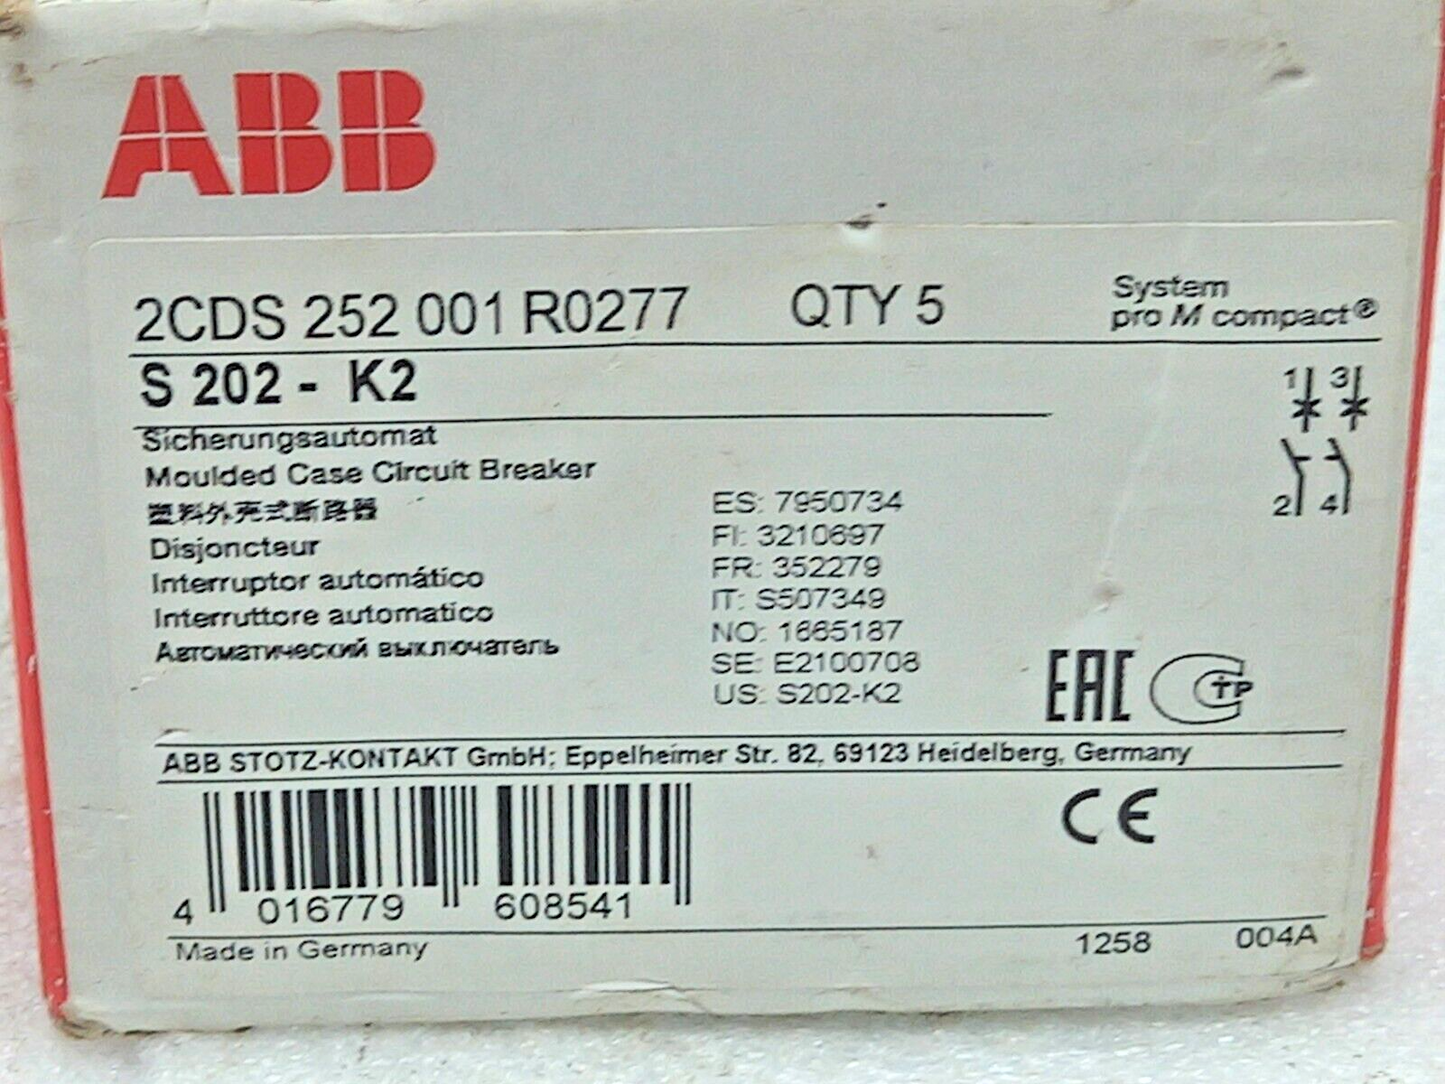 ABB
2CDS 252 001 R0277 QTY 5
System
pro M compact®
S 202 - K2
Sicherungsautomat
Moulded Case Circuit Breaker
塑料外壳式断路器
Disjoncteur
Interruptor automático
Interruttore automatico
Автоматический выключатель
1 3
2 4
ES: 7950734
FI: 3210697
FR: 352279
IT: S507349
NO: 1665187
SE: E2100708
US: S202-K2
EAC
C TP
ABB STOTZ-KONTAKT GmbH; Eppelheimer Str. 82, 69123 Heidelberg, Germany
CE
4 016779 608541
Made in Germany
1258 004A